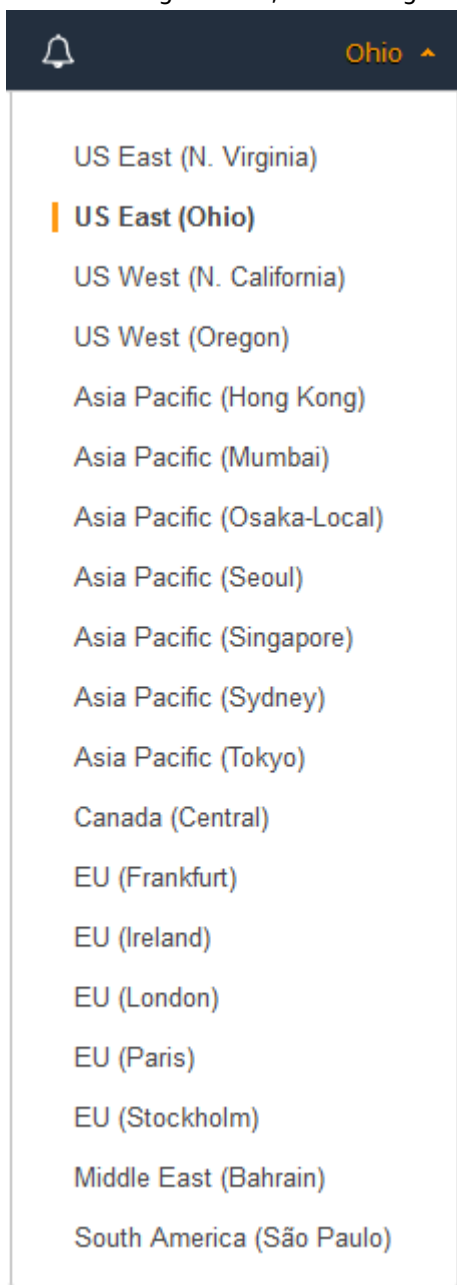 Ohio
US East (N. Virginia)
US East (Ohio)
US West (N. California)
US West (Oregon)
Asia Pacific (Hong Kong)
Asia Pacific (Mumbai)
Asia Pacific (Osaka-Local)
Asia Pacific (Seoul)
Asia Pacific (Singapore)
Asia Pacific (Sydney)
Asia Pacific (Tokyo)
Canada (Central)
EU (Frankfurt)
EU (Ireland)
EU (London)
EU (Paris)
EU (Stockholm)
Middle East (Bahrain)
South America (São Paulo)